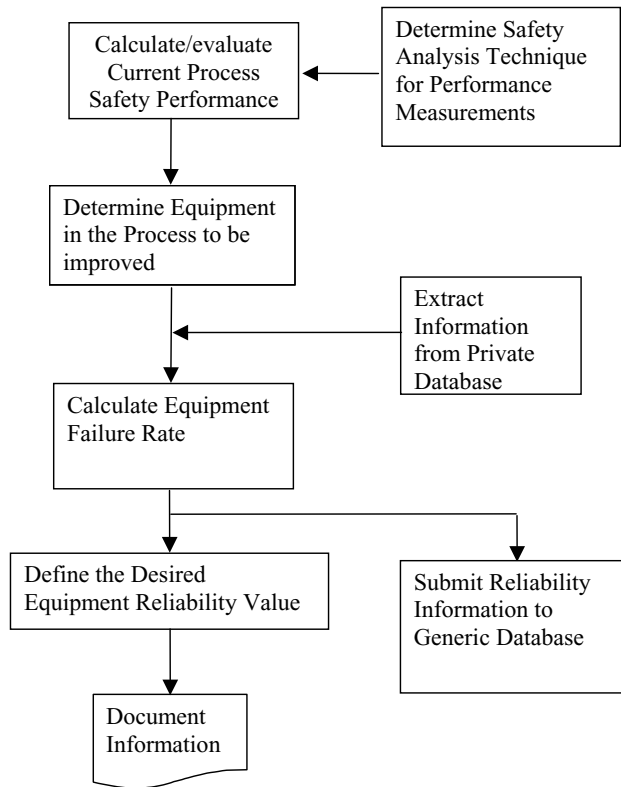 Calculate/evaluate
Current Process
Safety Performance
Determine Safety
Analysis Technique
for Performance
Measurements
Determine Equipment
in the Process to be
improved
Extract
Information
from Private
Database
Calculate Equipment
Failure Rate
Define the Desired
Equipment Reliability Value
Submit Reliability
Information to
Generic Database
Document
Information